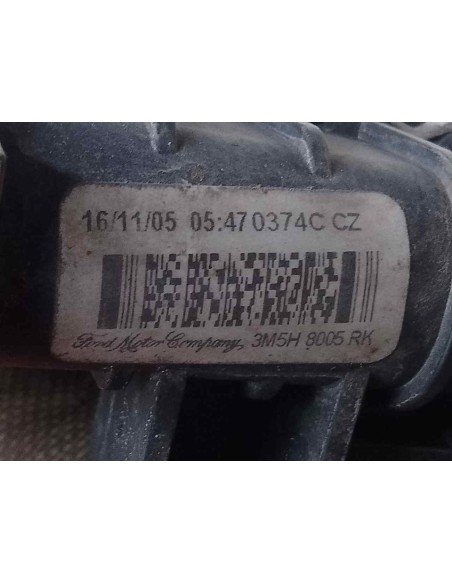 16/11/05 05:47 0374C CZ
Ford Motor Company 3M5H 8005 RK